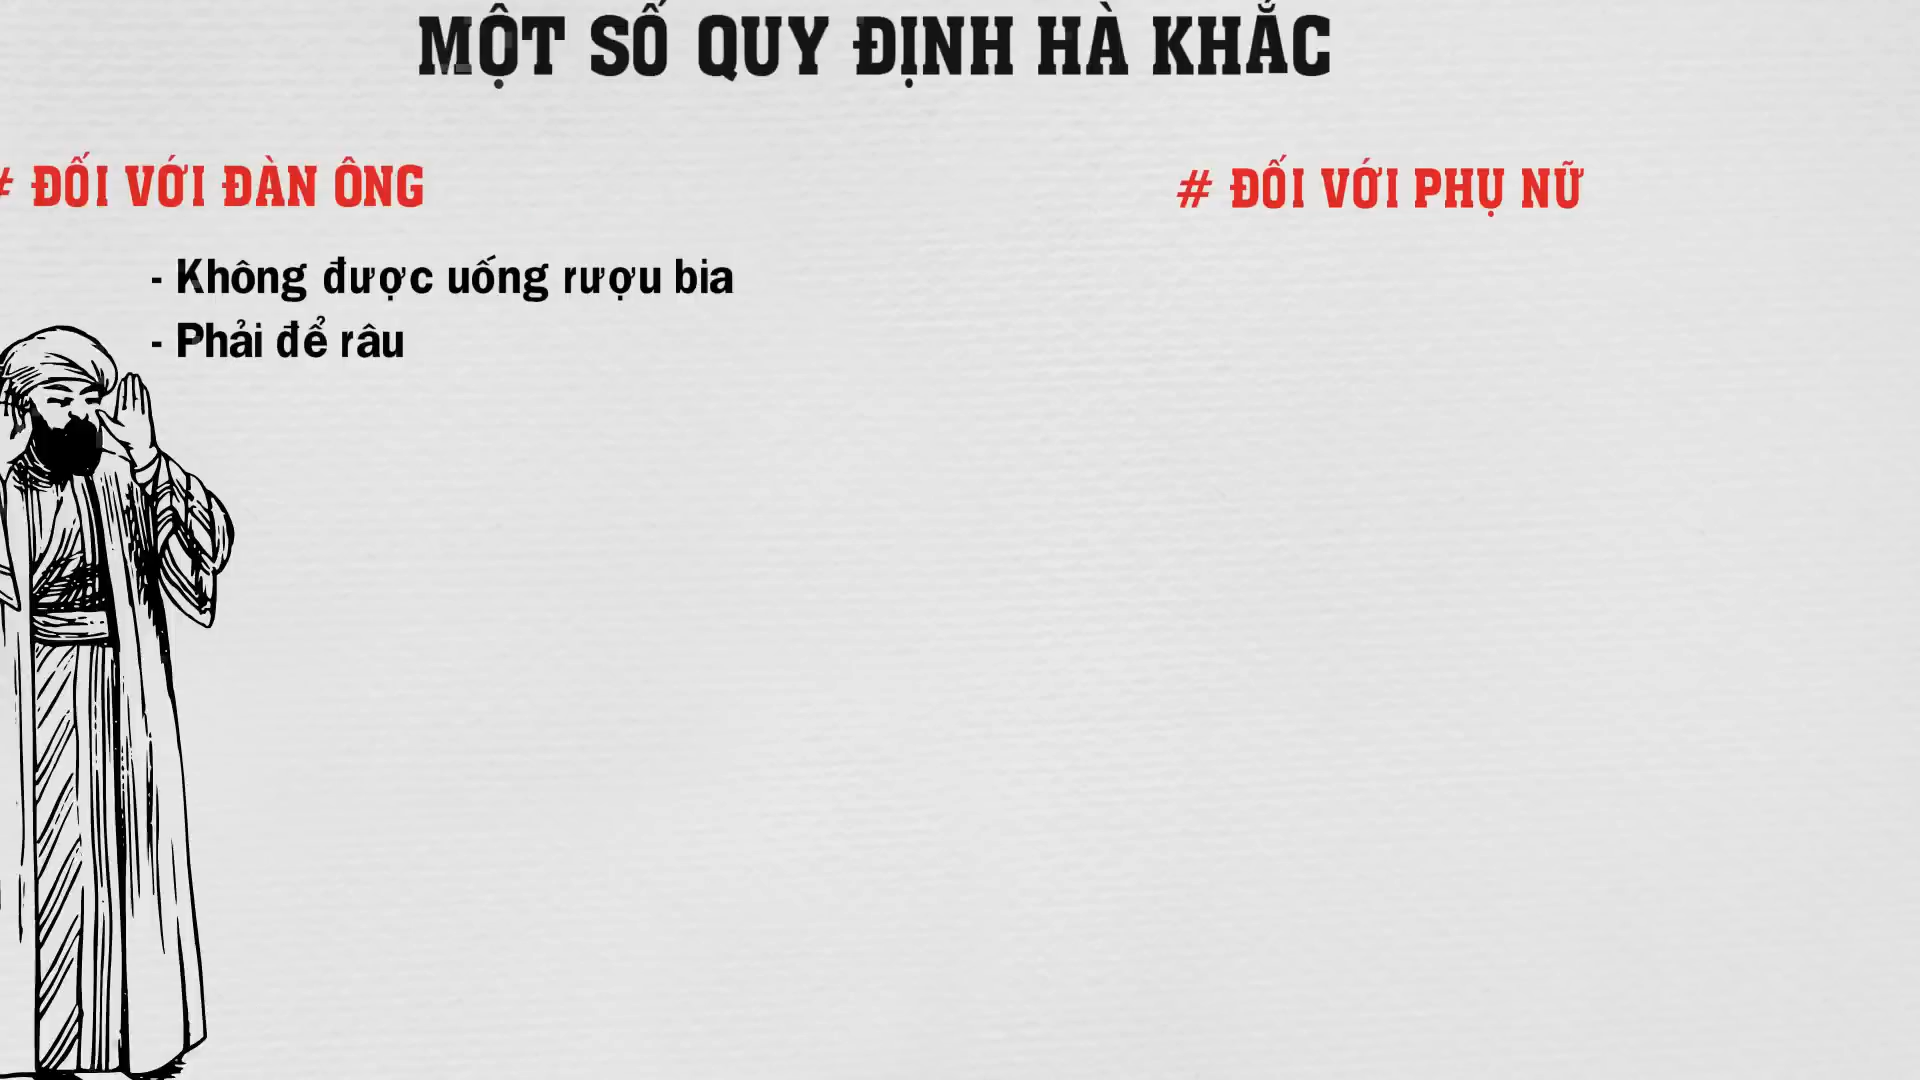 MỘT SỐ QUY ĐỊNH HÀ KHẮC
# ĐỐI VỚI ĐÀN ÔNG
# ĐỐI VỚI PHỤ NỮ
- Không được uống rượu bia
- Phải để râu